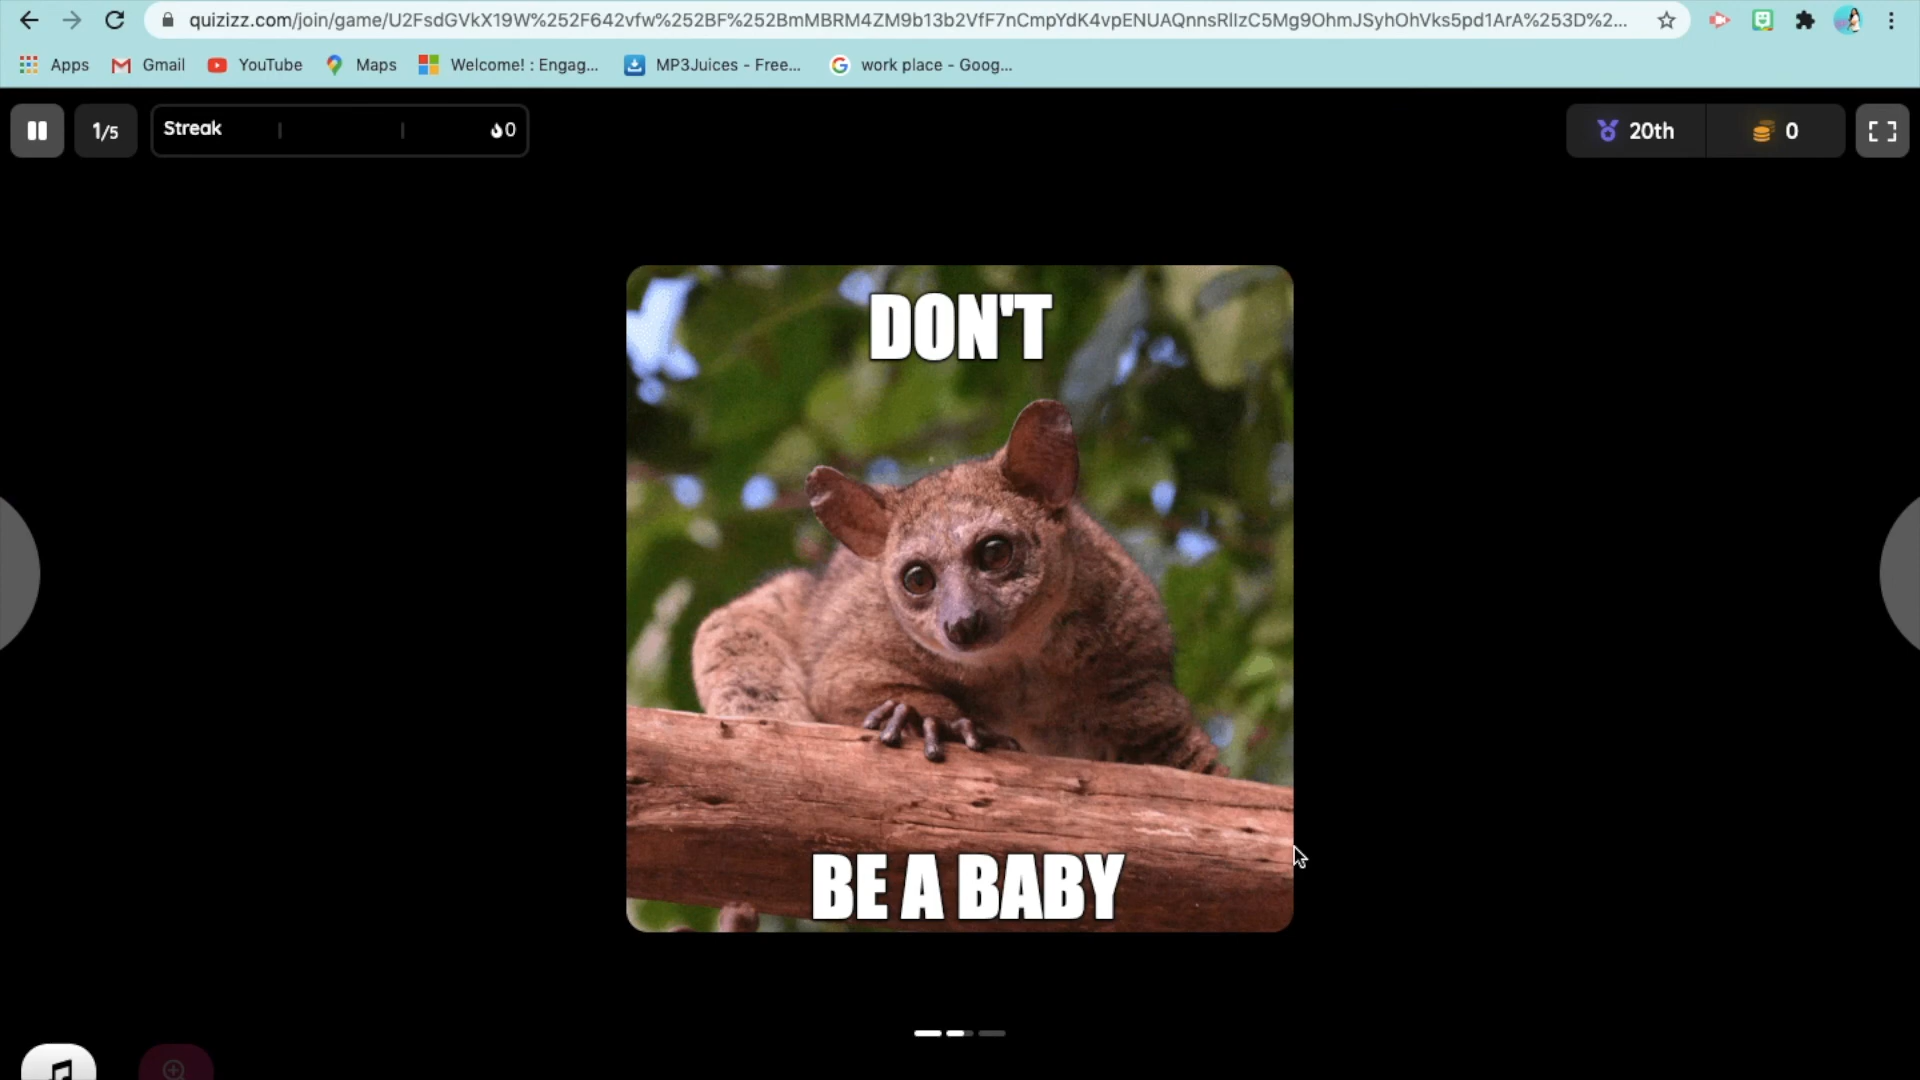 quizizz.com/join/game/U2FsdGVkX19W%252F642vfw%252BF%252BmMBRM4ZM9b13b2VfF7nCmpYdK4vpENUAQnnsRlIzC5Mg9OhmJSyhOhVks5pd1ArA%253D%2...
Apps Gmail YouTube Maps Welcome! : Engag... MP3Juices - Free... work place - Goog...
1/5 Streak 0 20th 0
DON'T
BE A BABY